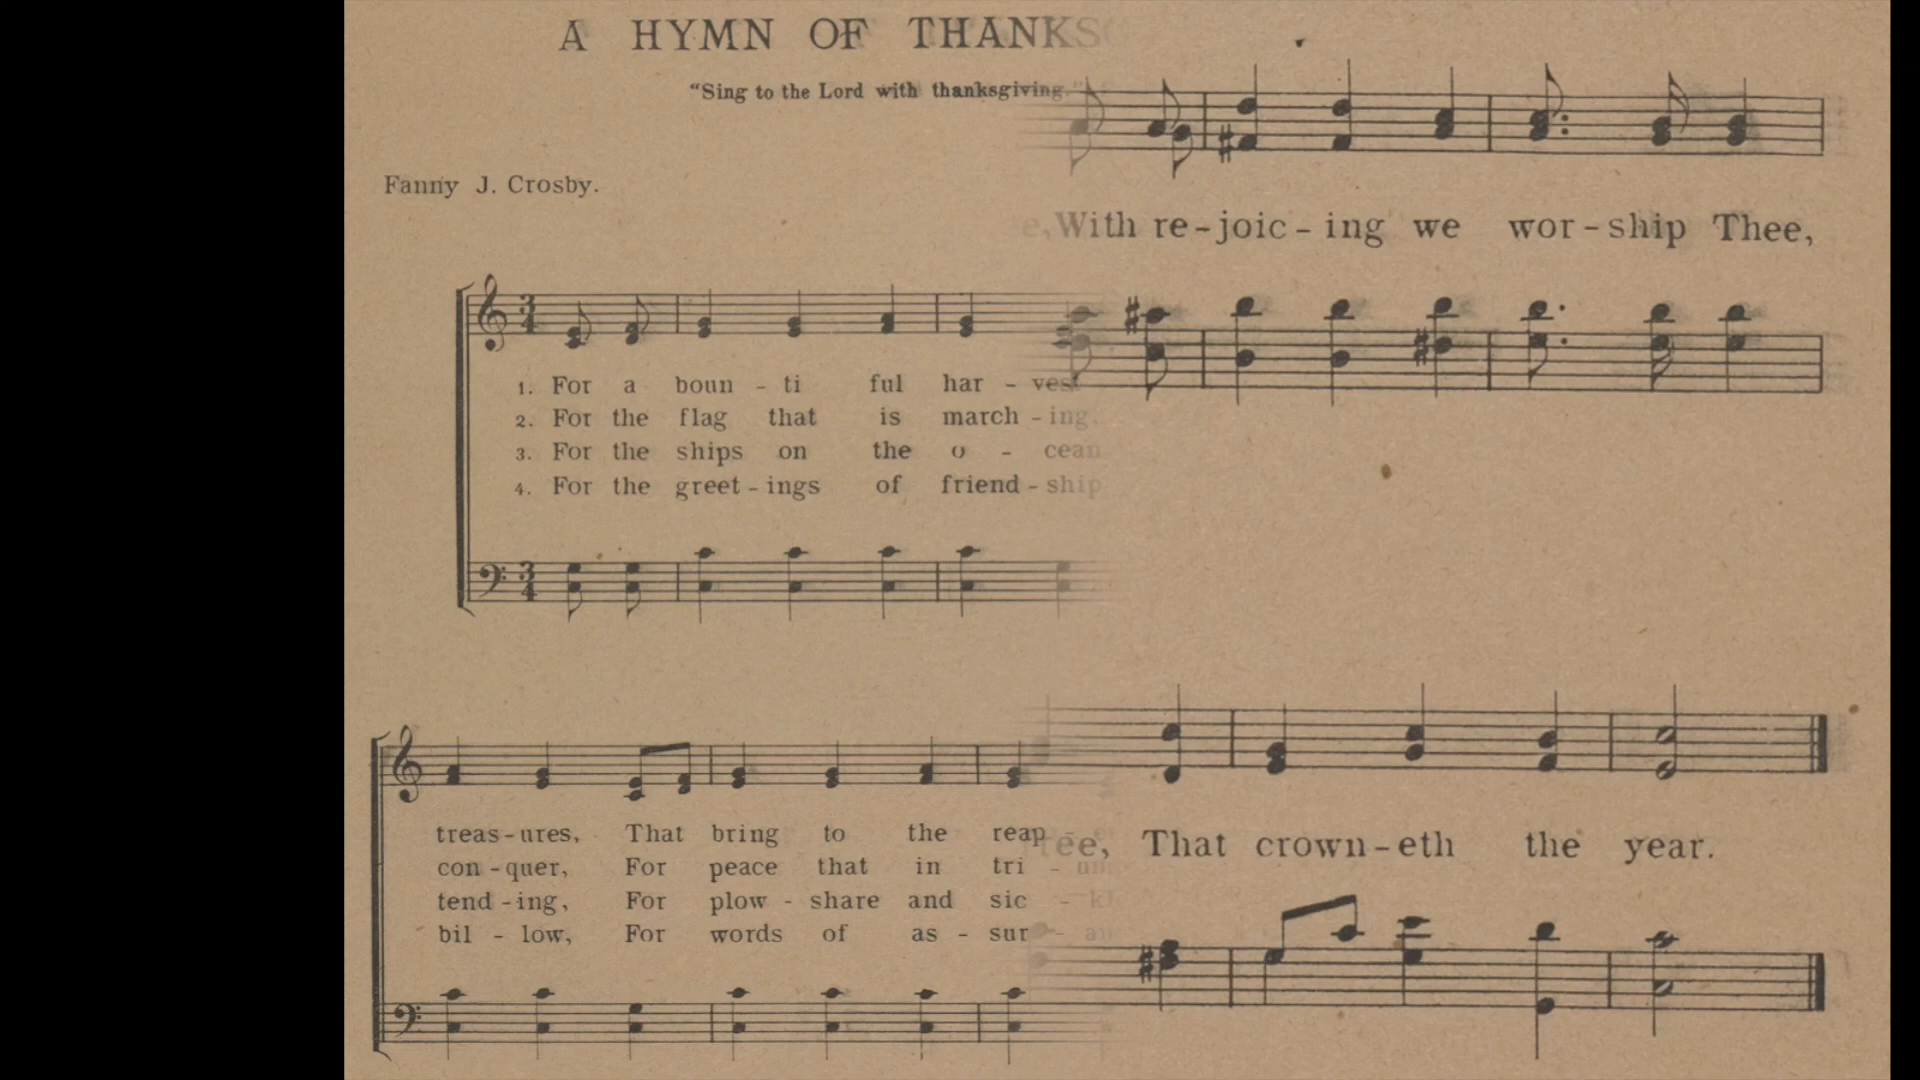 A HYMN OF THANKS
"Sing to the Lord with thanksgiving."
Fanny J. Crosby.
With re-joic-ing we wor-ship Thee,
1. For a boun - ti ful har - vest
2. For the flag that is march - ing,
3. For the ships on the o - cean
4. For the greet-ings of friend-ship
treas-ures, That bring to the reap -
con-quer, For peace that in tri -
tend-ing, For plow - share and sic -
bil - low, For words of as - sur -
ee, That crown-eth the year.